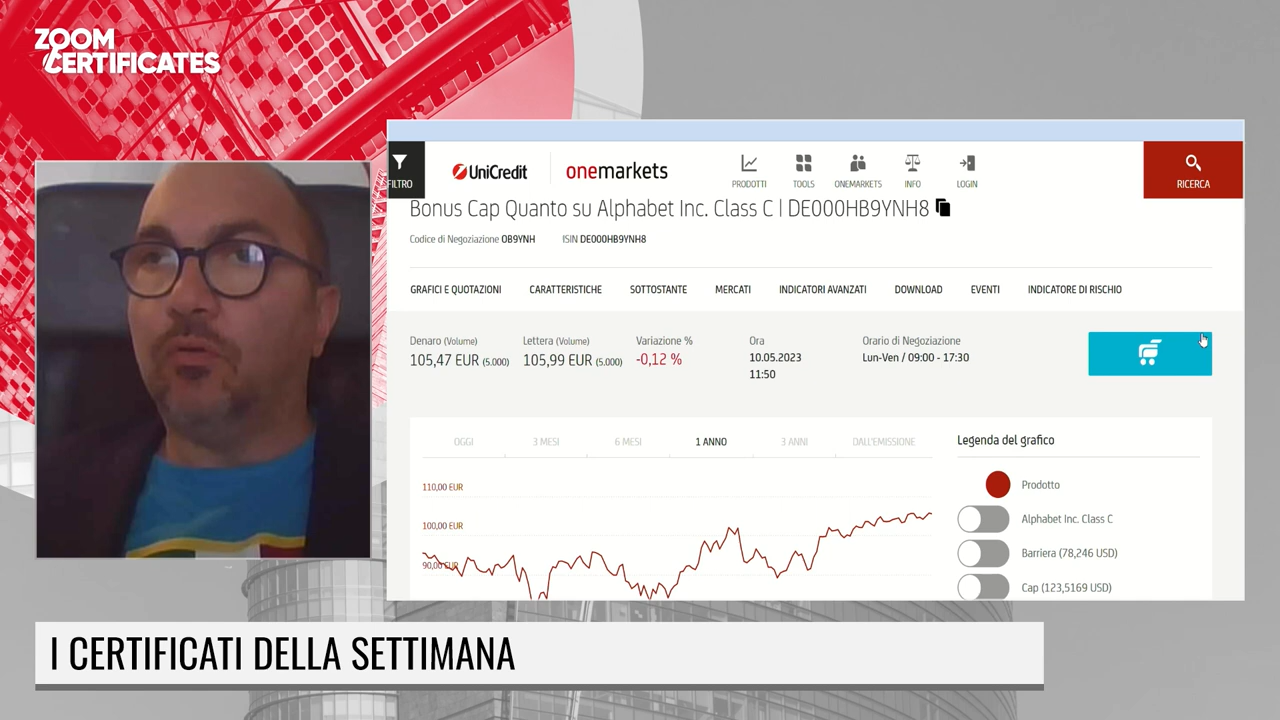 ZOOM
CERTIFICATES
FILTRO
UniCredit
onemarkets
PRODOTTI
TOOLS
ONEMARKETS
INFO
LOGIN
RICERCA
Bonus Cap Quanto su Alphabet Inc. Class C | DE000HB9YNH8
Codice di Negoziazione OB9YNH ISIN DE000HB9YNH8
GRAFICI E QUOTAZIONI CARATTERISTICHE SOTTOSTANTE MERCATI INDICATORI AVANZATI DOWNLOAD EVENTI INDICATORE DI RISCHIO
Denaro (Volume) Lettera (Volume) Variazione % Ora Orario di Negoziazione
105,47 EUR (5.000) 105,99 EUR (5.000) -0,12 % 10.05.2023 Lun-Ven / 09:00 - 17:30
11:50
OGGI 3 MESI 6 MESI 1 ANNO 3 ANNI DALL'EMISSIONE
Legenda del grafico
110,00 EUR
100,00 EUR
90,00 EUR
Prodotto
Alphabet Inc. Class C
Barriera (78,246 USD)
Cap (123,5169 USD)
I CERTIFICATI DELLA SETTIMANA